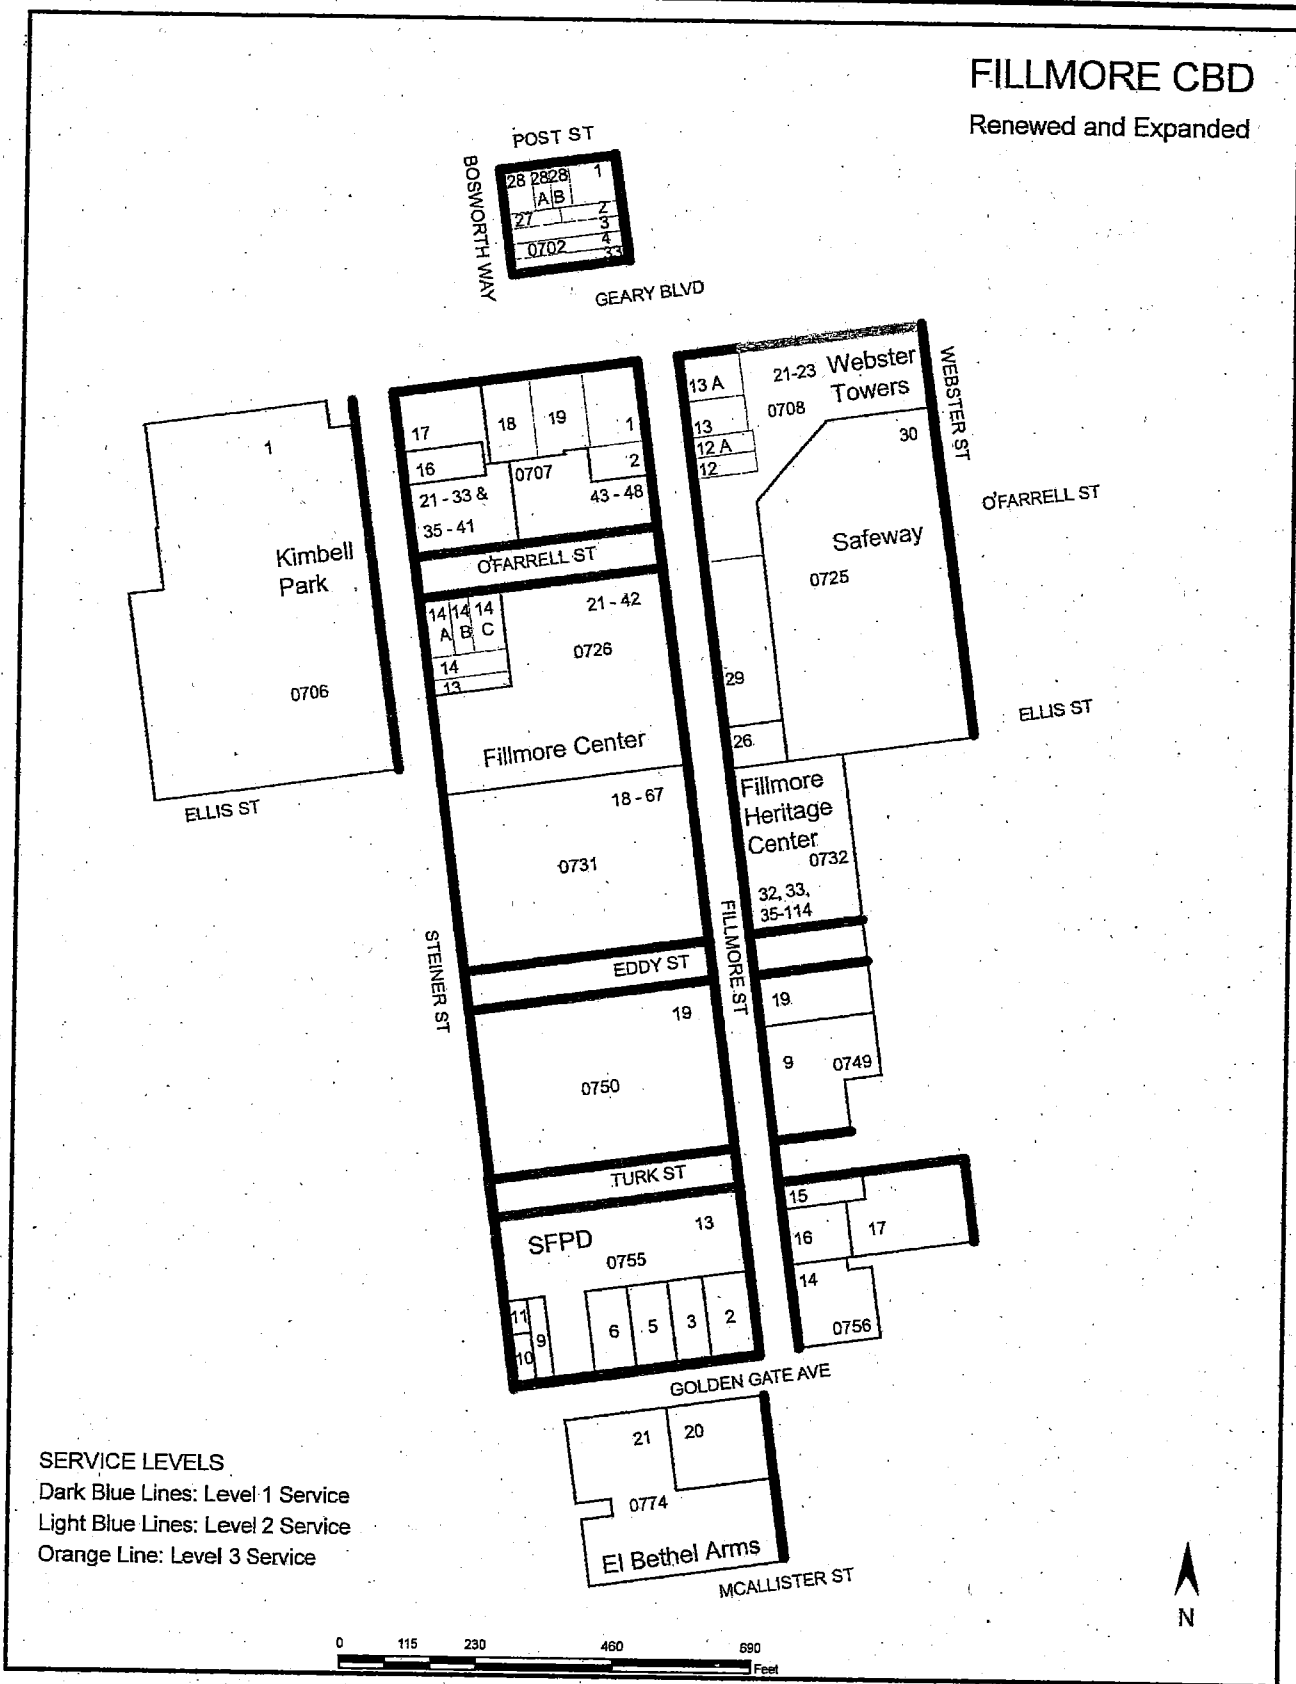 FILLMORE CBD
Renewed and Expanded
POST ST
BOSWORTH WAY
28 28 28 1
A B
27 2
3
0702 4
33
GEARY BLVD
13 A
21-23 Webster
Towers
0708
WEBSTER ST
13
12 A
12
30
17
18
19
1
16
2
0707
21 - 33 &
35 - 41
43 - 48
1
Kimbell
Park
0706
ELLIS ST
O'FARRELL ST
O'FARRELL ST
Safeway
0725
14 14 14
A B C
14
13
21 - 42
0726
Fillmore Center
29
26
ELLIS ST
18 - 67
0731
Fillmore
Heritage
Center
0732
32, 33,
35-114
STEINER ST
FILLMORE ST
EDDY ST
19
0750
19
9 0749
TURK ST
15
16
17
14
0756
SFPD
13
0755
11
10
9
6
5
3
2
GOLDEN GATE AVE
21
20
0774
El Bethel Arms
MCALLISTER ST
SERVICE LEVELS
Dark Blue Lines: Level 1 Service
Light Blue Lines: Level 2 Service
Orange Line: Level 3 Service
N
0 115 230 460 690
Feet